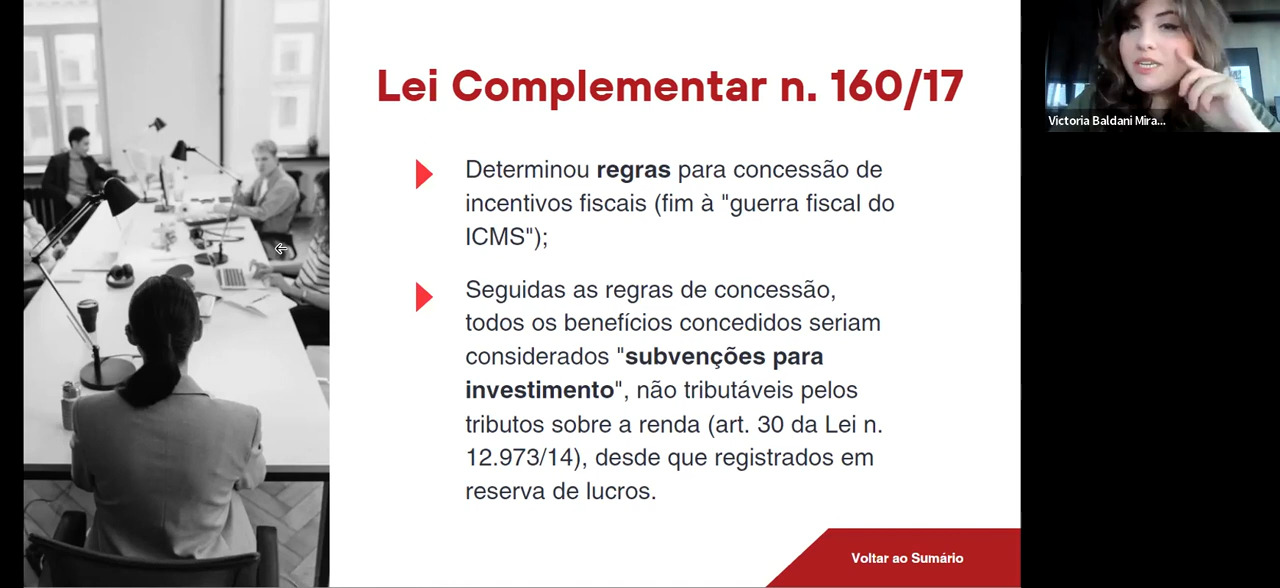 Lei Complementar n. 160/17
Victoria Baldani Mira...
Determinou regras para concessão de
incentivos fiscais (fim à "guerra fiscal do
ICMS");
Seguidas as regras de concessão,
todos os benefícios concedidos seriam
considerados "subvenções para
investimento", não tributáveis pelos
tributos sobre a renda (art. 30 da Lei n.
12.973/14), desde que registrados em
reserva de lucros.
Voltar ao Sumário